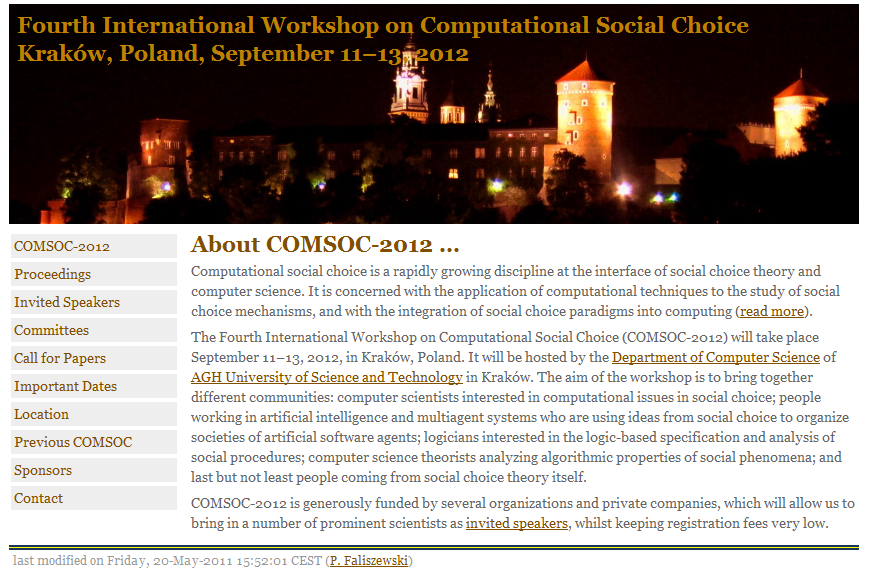 Fourth International Workshop on Computational Social Choice
Kraków, Poland, September 11–13, 2012
COMSOC-2012
Proceedings
Invited Speakers
Committees
Call for Papers
Important Dates
Location
Previous COMSOC
Sponsors
Contact
About COMSOC-2012 ...
Computational social choice is a rapidly growing discipline at the interface of social choice theory and
computer science. It is concerned with the application of computational techniques to the study of social
choice mechanisms, and with the integration of social choice paradigms into computing (read more).
The Fourth International Workshop on Computational Social Choice (COMSOC-2012) will take place
September 11–13, 2012, in Kraków, Poland. It will be hosted by the Department of Computer Science of
AGH University of Science and Technology in Kraków. The aim of the workshop is to bring together
different communities: computer scientists interested in computational issues in social choice; people
working in artificial intelligence and multiagent systems who are using ideas from social choice to organize
societies of artificial software agents; logicians interested in the logic-based specification and analysis of
social procedures; computer science theorists analyzing algorithmic properties of social phenomena; and
last but not least people coming from social choice theory itself.
COMSOC-2012 is generously funded by several organizations and private companies, which will allow us to
bring in a number of prominent scientists as invited speakers, whilst keeping registration fees very low.
last modified on Friday, 20-May-2011 15:52:01 CEST (P. Faliszewski)